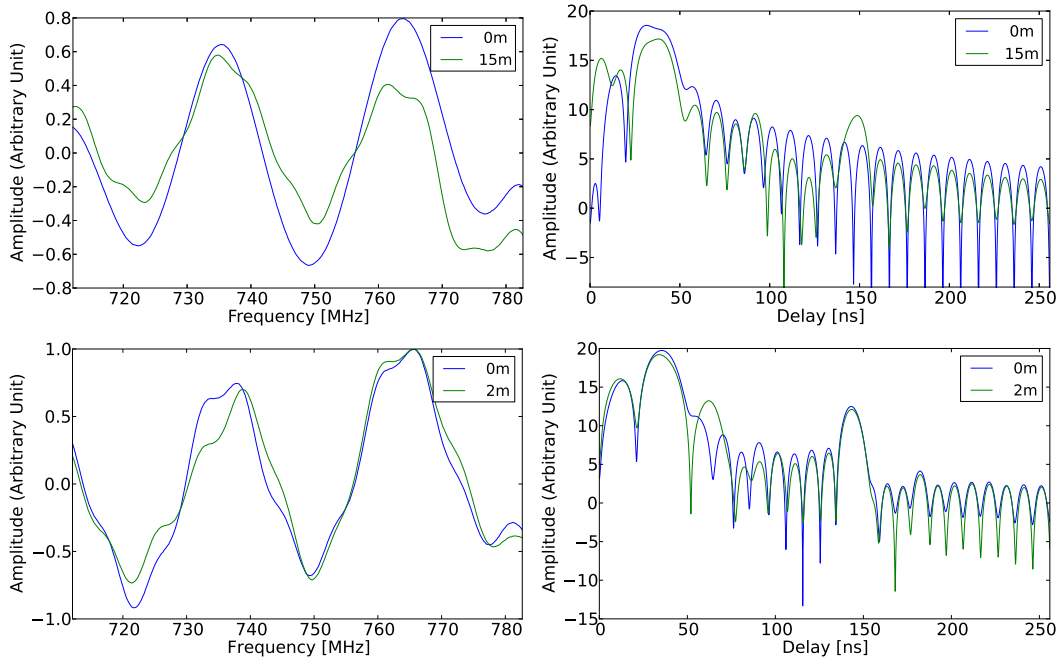 Amplitude (Arbitrary Unit)
0.8
0.6
0.4
0.2
0.0
−0.2
−0.4
−0.6
−0.8
0m
15m
720 730 740 750 760 770 780
Frequency [MHz]
Amplitude (Arbitrary Unit)
20
15
10
5
0
−5
0m
15m
0 50 100 150 200 250
Delay [ns]
Amplitude (Arbitrary Unit)
1.0
0.5
0.0
−0.5
−1.0
0m
2m
720 730 740 750 760 770 780
Frequency [MHz]
Amplitude (Arbitrary Unit)
20
15
10
5
0
−5
−10
−15
0m
2m
0 50 100 150 200 250
Delay [ns]